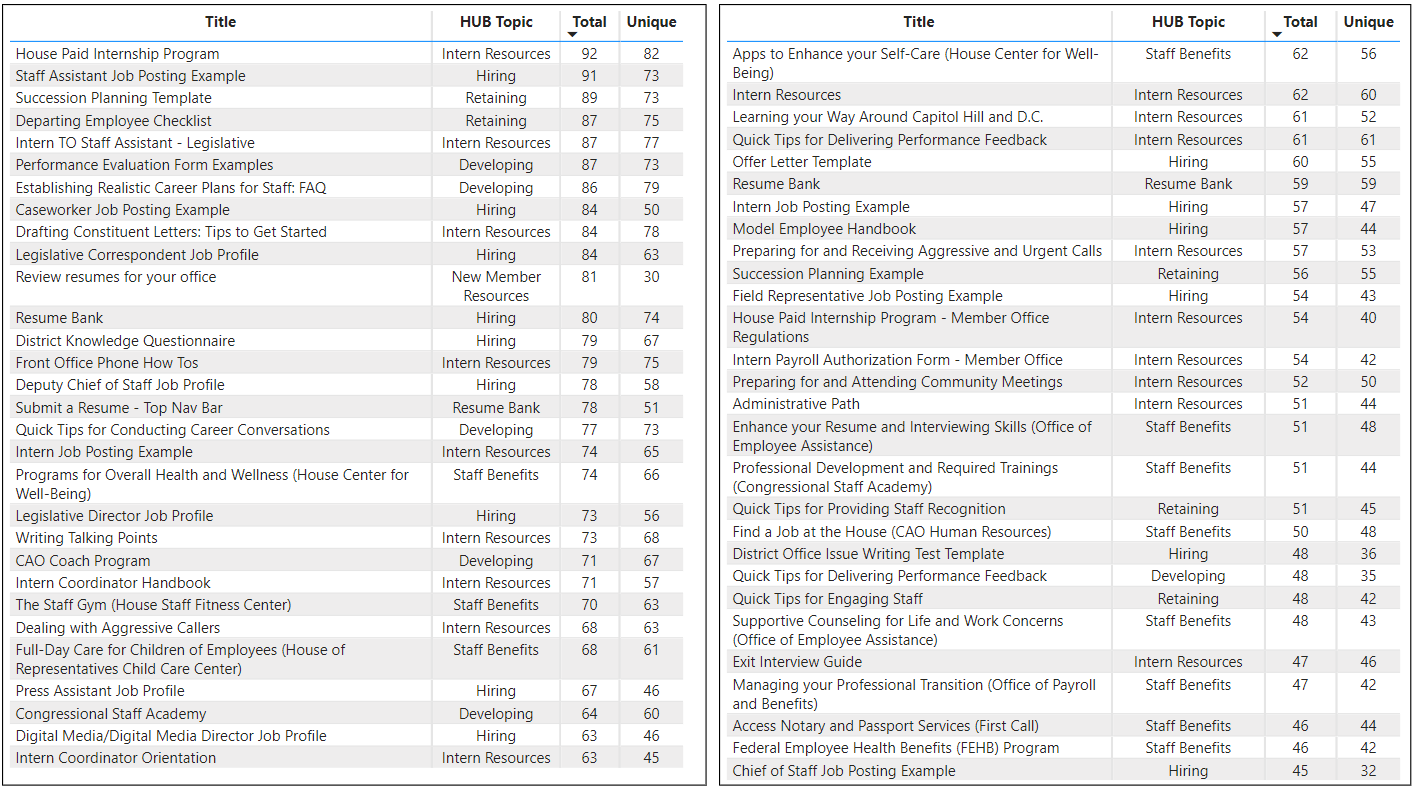 Title HUB Topic Total Unique
House Paid Internship Program Intern Resources 92 82
Staff Assistant Job Posting Example Hiring 91 73
Succession Planning Template Retaining 89 73
Departing Employee Checklist Retaining 87 75
Intern TO Staff Assistant - Legislative Intern Resources 87 77
Performance Evaluation Form Examples Developing 87 73
Establishing Realistic Career Plans for Staff: FAQ Developing 86 79
Caseworker Job Posting Example Hiring 84 50
Drafting Constituent Letters: Tips to Get Started Intern Resources 84 78
Legislative Correspondent Job Profile Hiring 84 63
Review resumes for your office New Member 81 30
Resources
Resume Bank Hiring 80 74
District Knowledge Questionnaire Hiring 79 67
Front Office Phone How Tos Intern Resources 79 75
Deputy Chief of Staff Job Profile Hiring 78 58
Submit a Resume - Top Nav Bar Resume Bank 78 51
Quick Tips for Conducting Career Conversations Developing 77 73
Intern Job Posting Example Intern Resources 74 65
Programs for Overall Health and Wellness (House Center for Staff Benefits 74 66
Well-Being)
Legislative Director Job Profile Hiring 73 56
Writing Talking Points Intern Resources 73 68
CAO Coach Program Developing 71 67
Intern Coordinator Handbook Intern Resources 71 57
The Staff Gym (House Staff Fitness Center) Staff Benefits 70 63
Dealing with Aggressive Callers Intern Resources 68 63
Full-Day Care for Children of Employees (House of Staff Benefits 68 61
Representatives Child Care Center)
Press Assistant Job Profile Hiring 67 46
Congressional Staff Academy Developing 64 60
Digital Media/Digital Media Director Job Profile Hiring 63 46
Intern Coordinator Orientation Intern Resources 63 45
Title HUB Topic Total Unique
Apps to Enhance your Self-Care (House Center for Well- Staff Benefits 62 56
Being)
Intern Resources Intern Resources 62 60
Learning your Way Around Capitol Hill and D.C. Intern Resources 61 52
Quick Tips for Delivering Performance Feedback Intern Resources 61 61
Offer Letter Template Hiring 60 55
Resume Bank Resume Bank 59 59
Intern Job Posting Example Hiring 57 47
Model Employee Handbook Hiring 57 44
Preparing for and Receiving Aggressive and Urgent Calls Intern Resources 57 53
Succession Planning Example Retaining 56 55
Field Representative Job Posting Example Hiring 54 43
House Paid Internship Program - Member Office Intern Resources 54 40
Regulations
Intern Payroll Authorization Form - Member Office Intern Resources 54 42
Preparing for and Attending Community Meetings Intern Resources 52 50
Administrative Path Intern Resources 51 44
Enhance your Resume and Interviewing Skills (Office of Staff Benefits 51 48
Employee Assistance)
Professional Development and Required Trainings Staff Benefits 51 44
(Congressional Staff Academy)
Quick Tips for Providing Staff Recognition Retaining 51 45
Find a Job at the House (CAO Human Resources) Staff Benefits 50 48
District Office Issue Writing Test Template Hiring 48 36
Quick Tips for Delivering Performance Feedback Developing 48 35
Quick Tips for Engaging Staff Retaining 48 42
Supportive Counseling for Life and Work Concerns Staff Benefits 48 43
(Office of Employee Assistance)
Exit Interview Guide Intern Resources 47 46
Managing your Professional Transition (Office of Payroll Staff Benefits 47 42
and Benefits)
Access Notary and Passport Services (First Call) Staff Benefits 46 44
Federal Employee Health Benefits (FEHB) Program Staff Benefits 46 42
Chief of Staff Job Posting Example Hiring 45 32